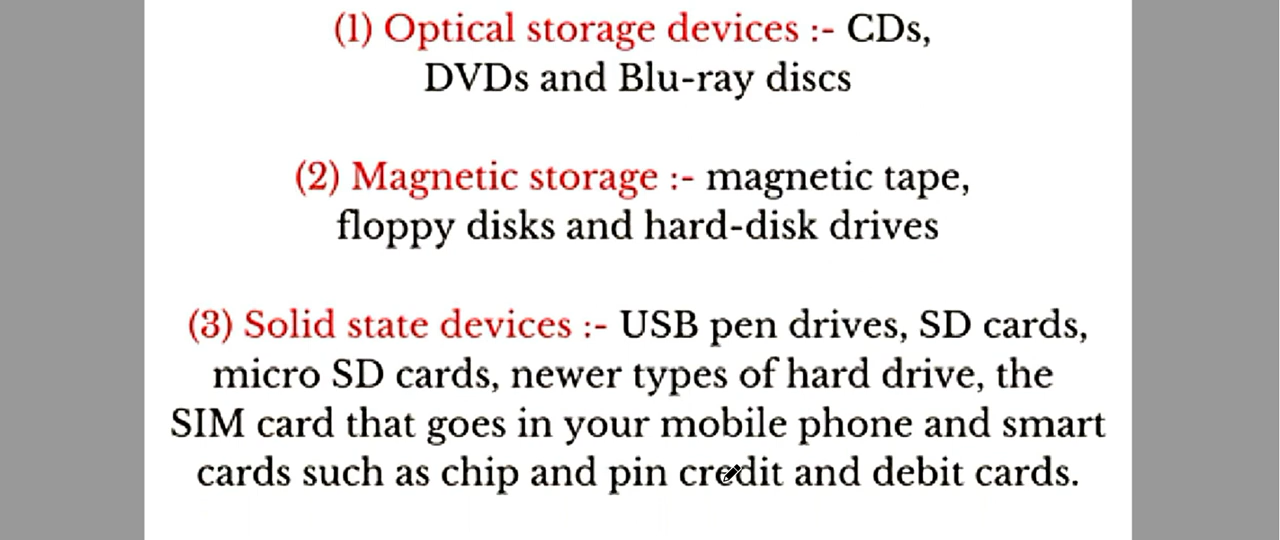 (1) Optical storage devices :- CDs,
DVDs and Blu-ray discs
(2) Magnetic storage :- magnetic tape,
floppy disks and hard-disk drives
(3) Solid state devices :- USB pen drives, SD cards,
micro SD cards, newer types of hard drive, the
SIM card that goes in your mobile phone and smart
cards such as chip and pin credit and debit cards.